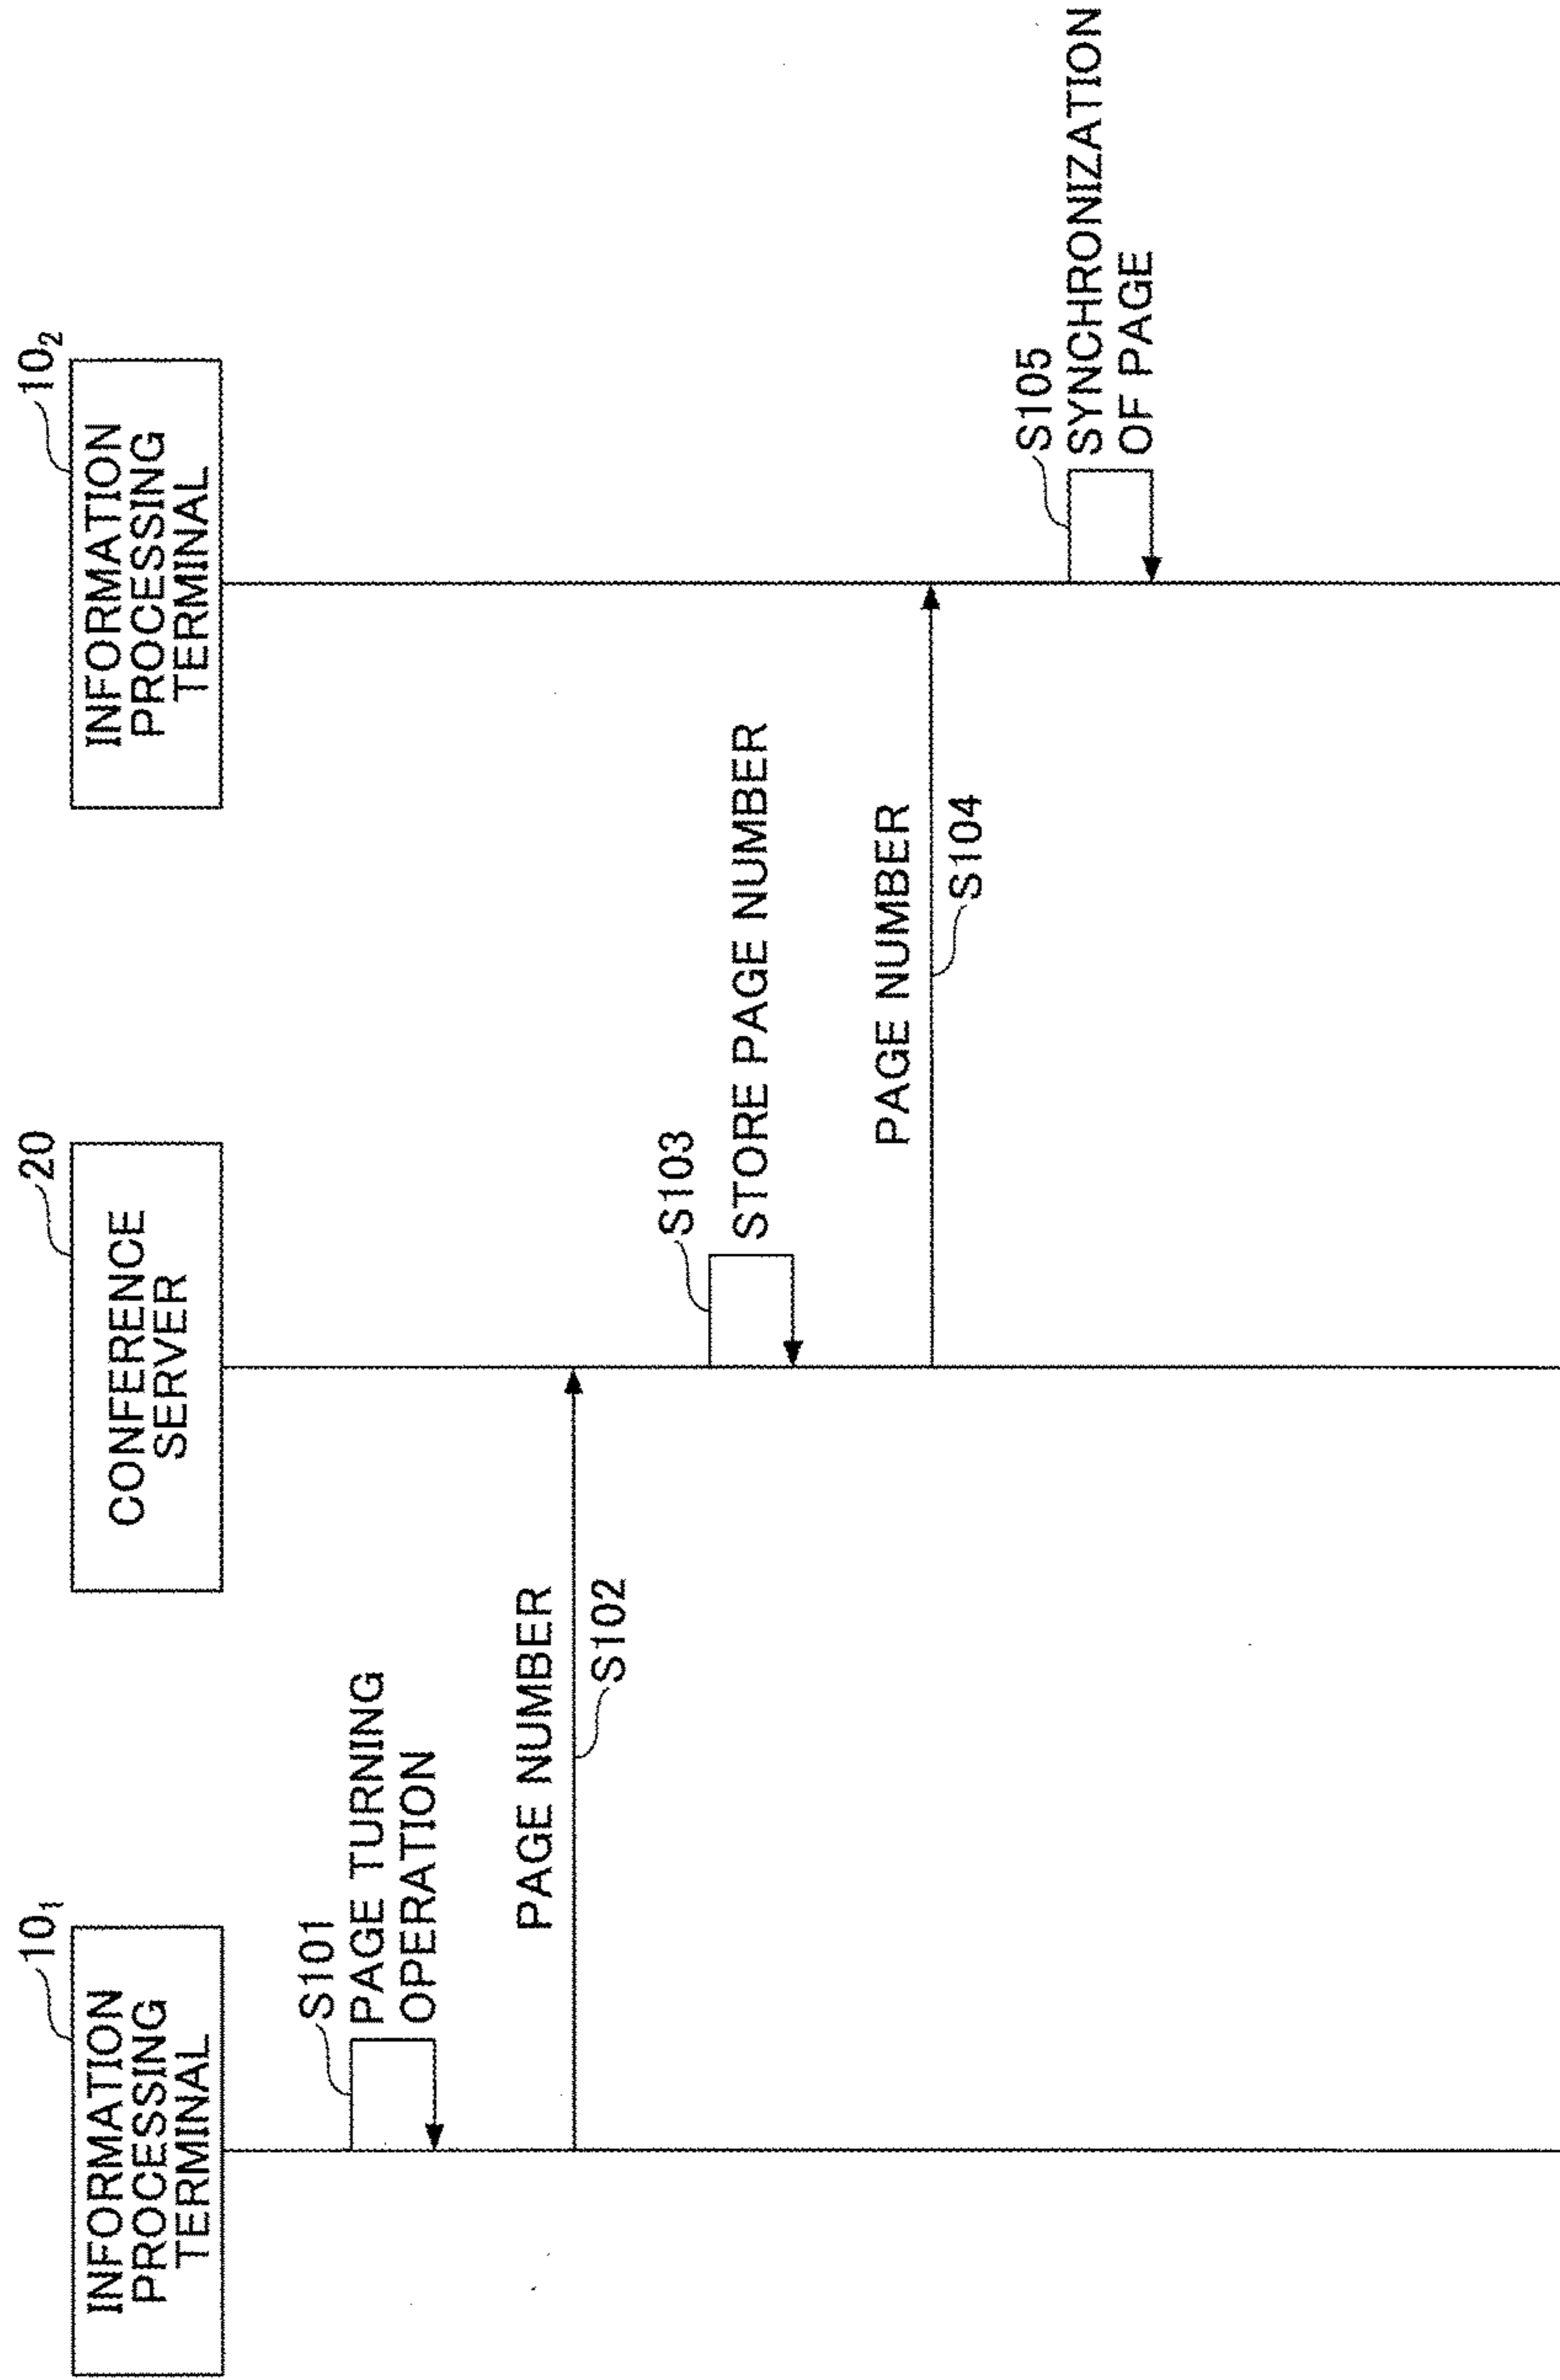 10₁
INFORMATION
PROCESSING
TERMINAL
20
CONFERENCE
SERVER
10₂
INFORMATION
PROCESSING
TERMINAL
S101
PAGE TURNING
OPERATION
PAGE NUMBER
S102
S103
STORE PAGE NUMBER
PAGE NUMBER
S104
S105
SYNCHRONIZATION
OF PAGE